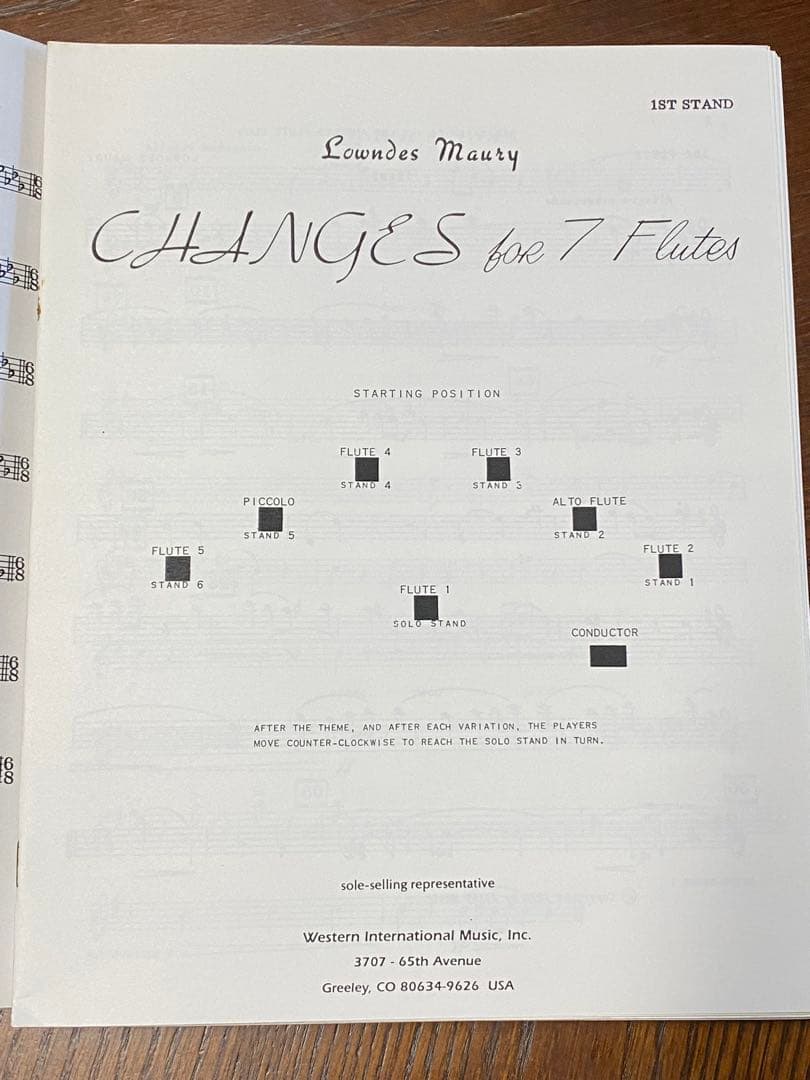 1ST STAND
Lowndes Maury
CHANGES for 7 Flutes
STARTING POSITION
FLUTE 4
STAND 4
FLUTE 3
STAND 3
PICCOLO
STAND 5
ALTO FLUTE
STAND 2
FLUTE 5
STAND 6
FLUTE 2
STAND 1
FLUTE 1
SOLO STAND
CONDUCTOR
AFTER THE THEME, AND AFTER EACH VARIATION, THE PLAYERS
MOVE COUNTER-CLOCKWISE TO REACH THE SOLO STAND IN TURN.
sole-selling representative
Western International Music, Inc.
3707 - 65th Avenue
Greeley, CO 80634-9626 USA